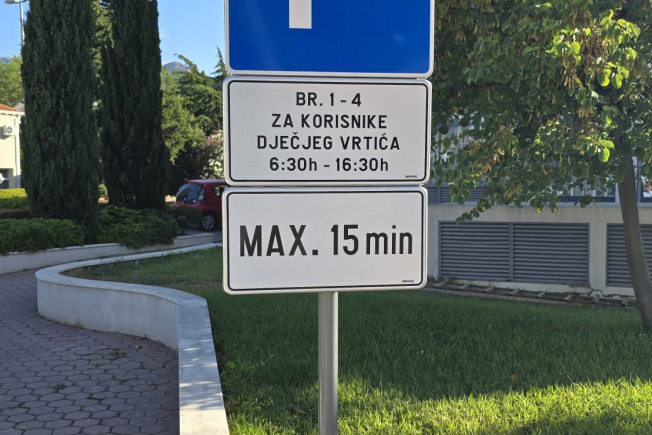 BR. 1 - 4
ZA KORISNIKE
DJEČJEG VRTIĆA
6:30h - 16:30h
MAX. 15 min